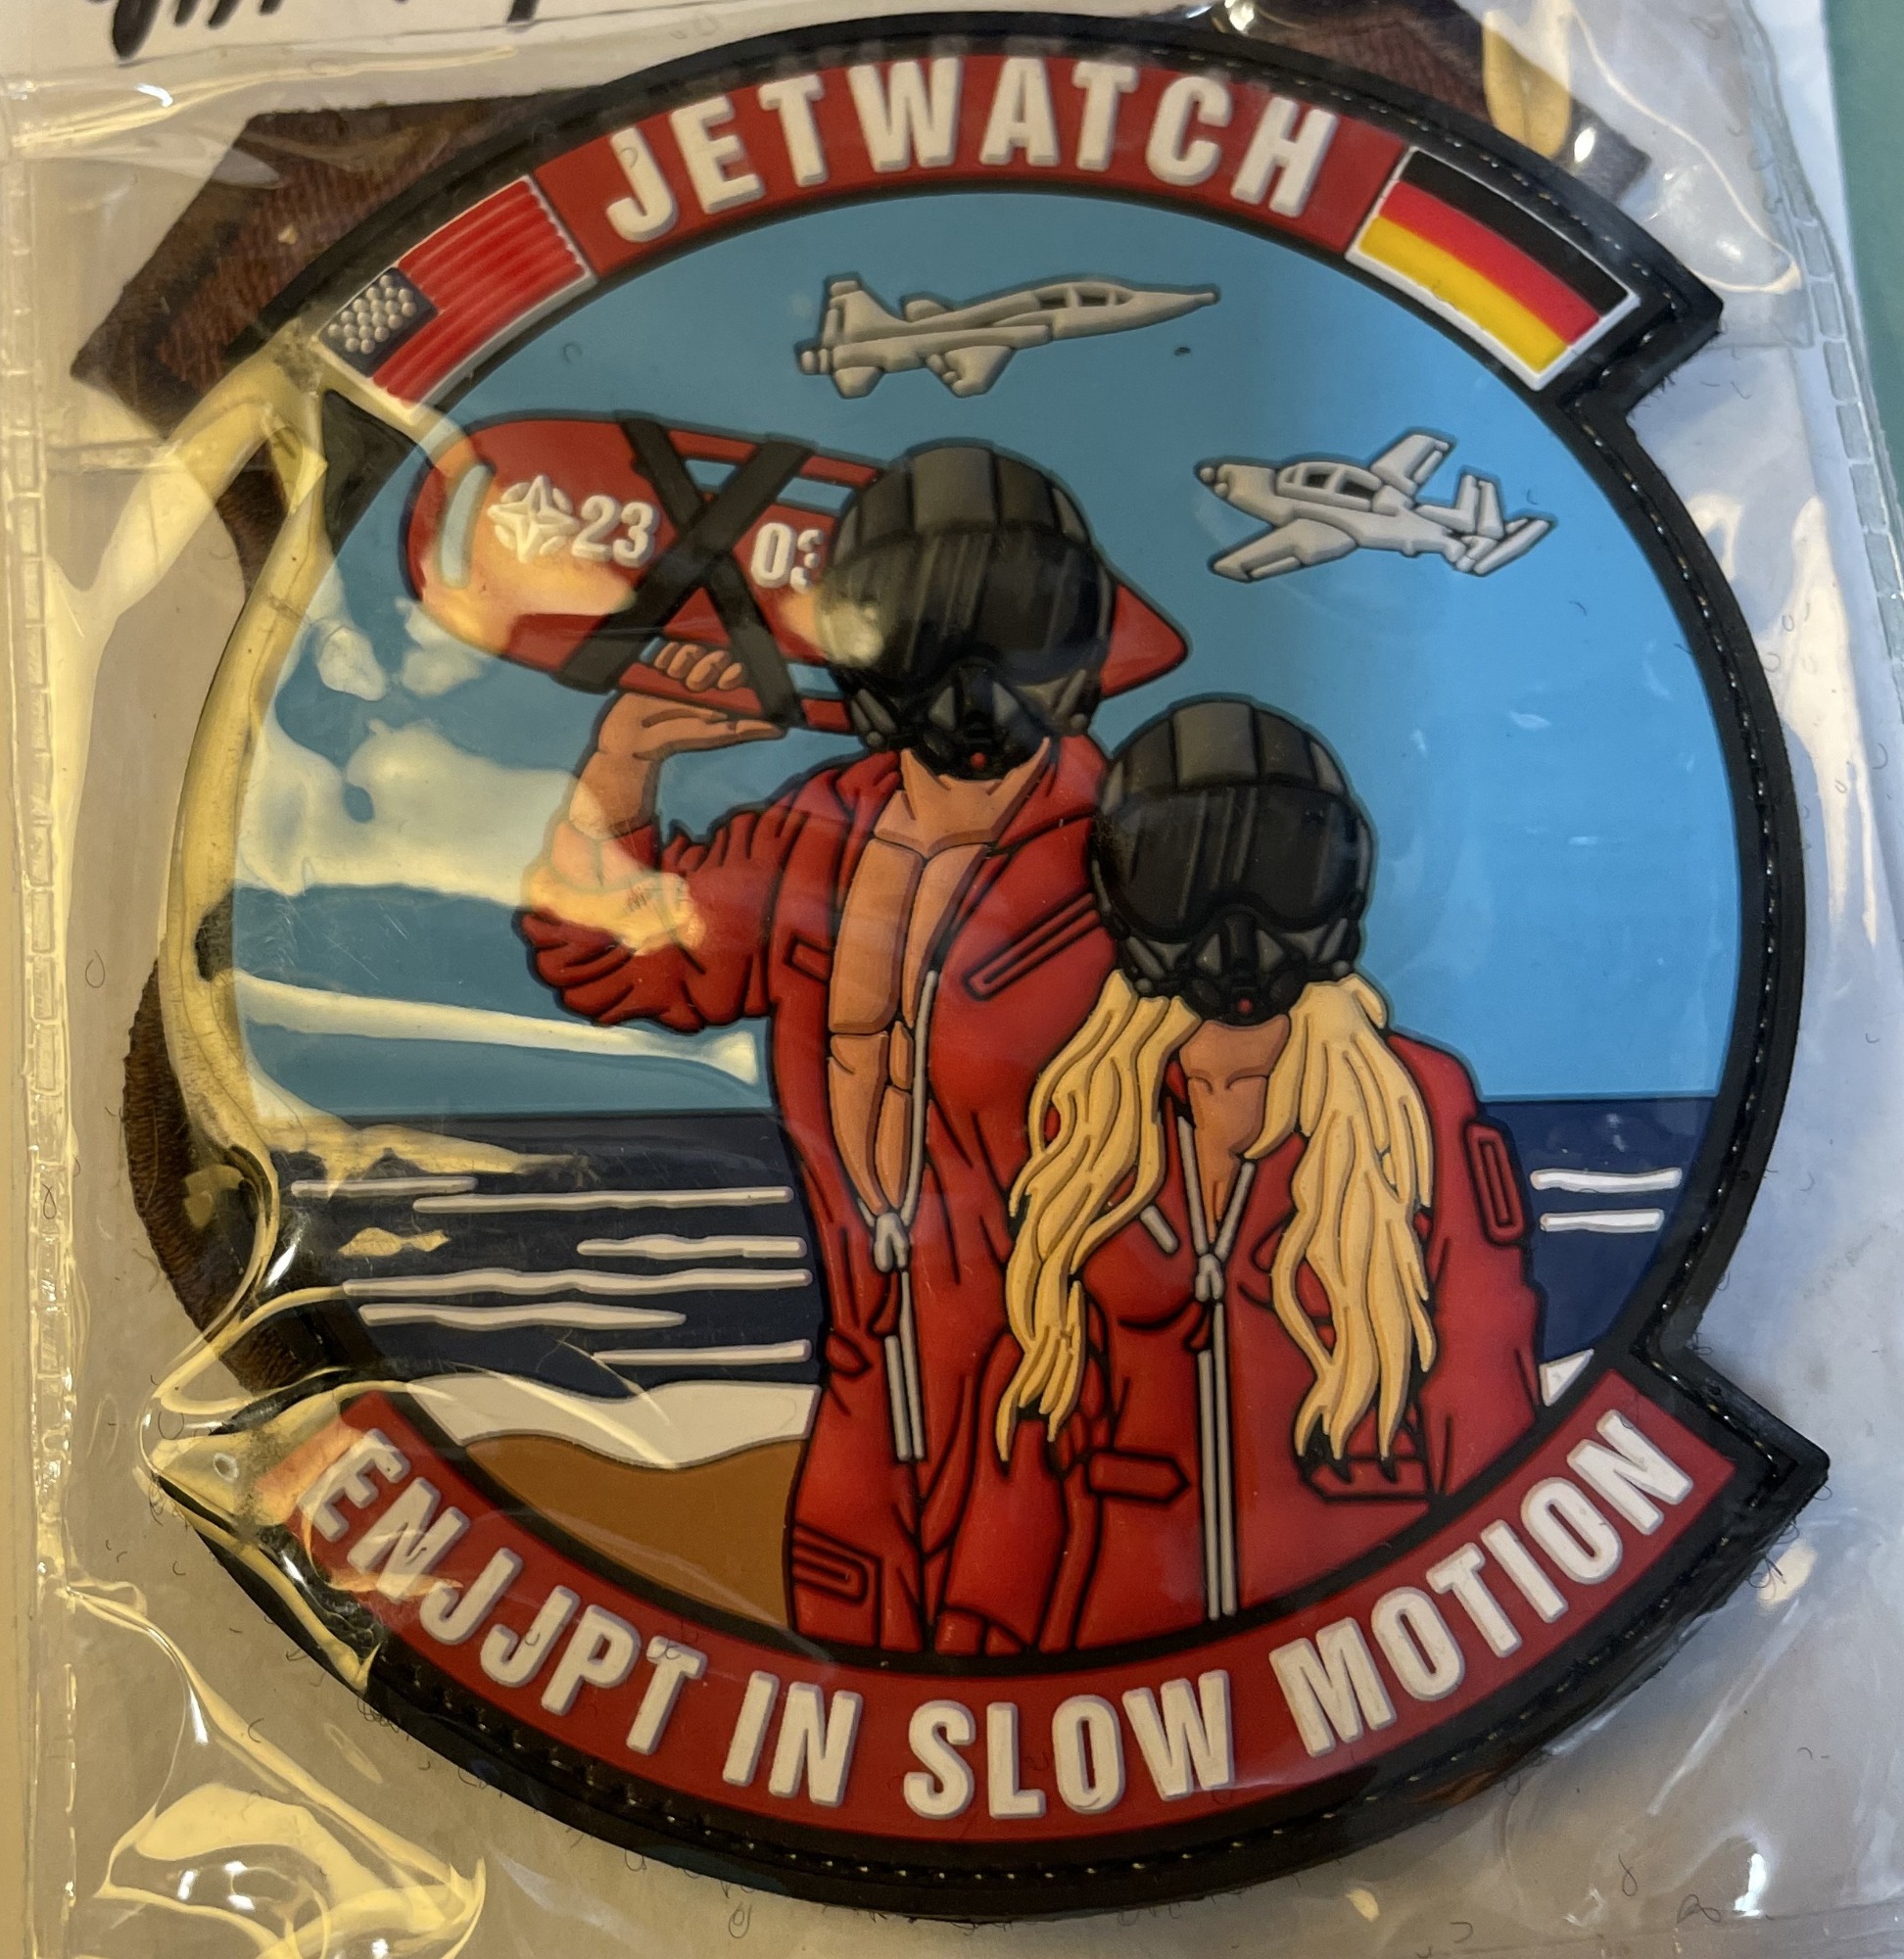 JETWATCH
23 03
ENJJPT IN SLOW MOTION